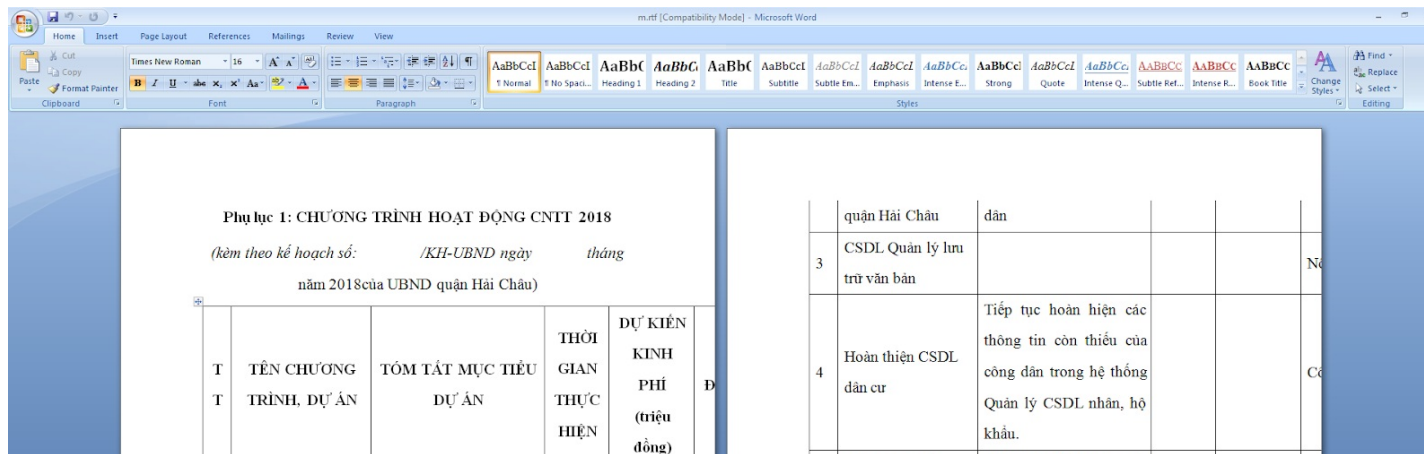 m.rtf [Compatibility Mode] - Microsoft Word
Home Insert Page Layout References Mailings Review View
Paste
Cut
Copy
Format Painter
Clipboard
Times New Roman 16
Font
Paragraph
AaBbCcI AaBbCcI AaBbC AaBbC AaBbC AaBbCcI AaBbCcI AaBbCcI AaBbCc AaBbCcI AaBbCcI AaBbCc AABBCC AABBCC AABBCC
¶ Normal ¶ No Spaci... Heading 1 Heading 2 Title Subtitle Subtle Em... Emphasis Intense E... Strong Quote Intense Q... Subtle Ref... Intense R... Book Title
Change
Styles
Styles
Find
Replace
Select
Editing
Phụ lục 1: CHƯƠNG TRÌNH HOẠT ĐỘNG CNTT 2018
(kèm theo kế hoạch số: /KH-UBND ngày tháng
năm 2018của UBND quận Hải Châu)
T
T
TÊN CHƯƠNG
TRÌNH, DỰ ÁN
TÓM TẮT MỤC TIÊU
DỰ ÁN
THỜI
GIAN
THỰC
HIỆN
DỰ KIẾN
KINH
PHÍ
(triệu
đồng)
Đ
quận Hải Châu
dân
3
CSDL Quản lý lưu
trữ văn bản
4
Hoàn thiện CSDL
dân cư
Tiếp tục hoàn hiện các
thông tin còn thiếu của
công dân trong hệ thống
Quản lý CSDL nhân, hộ
khẩu.